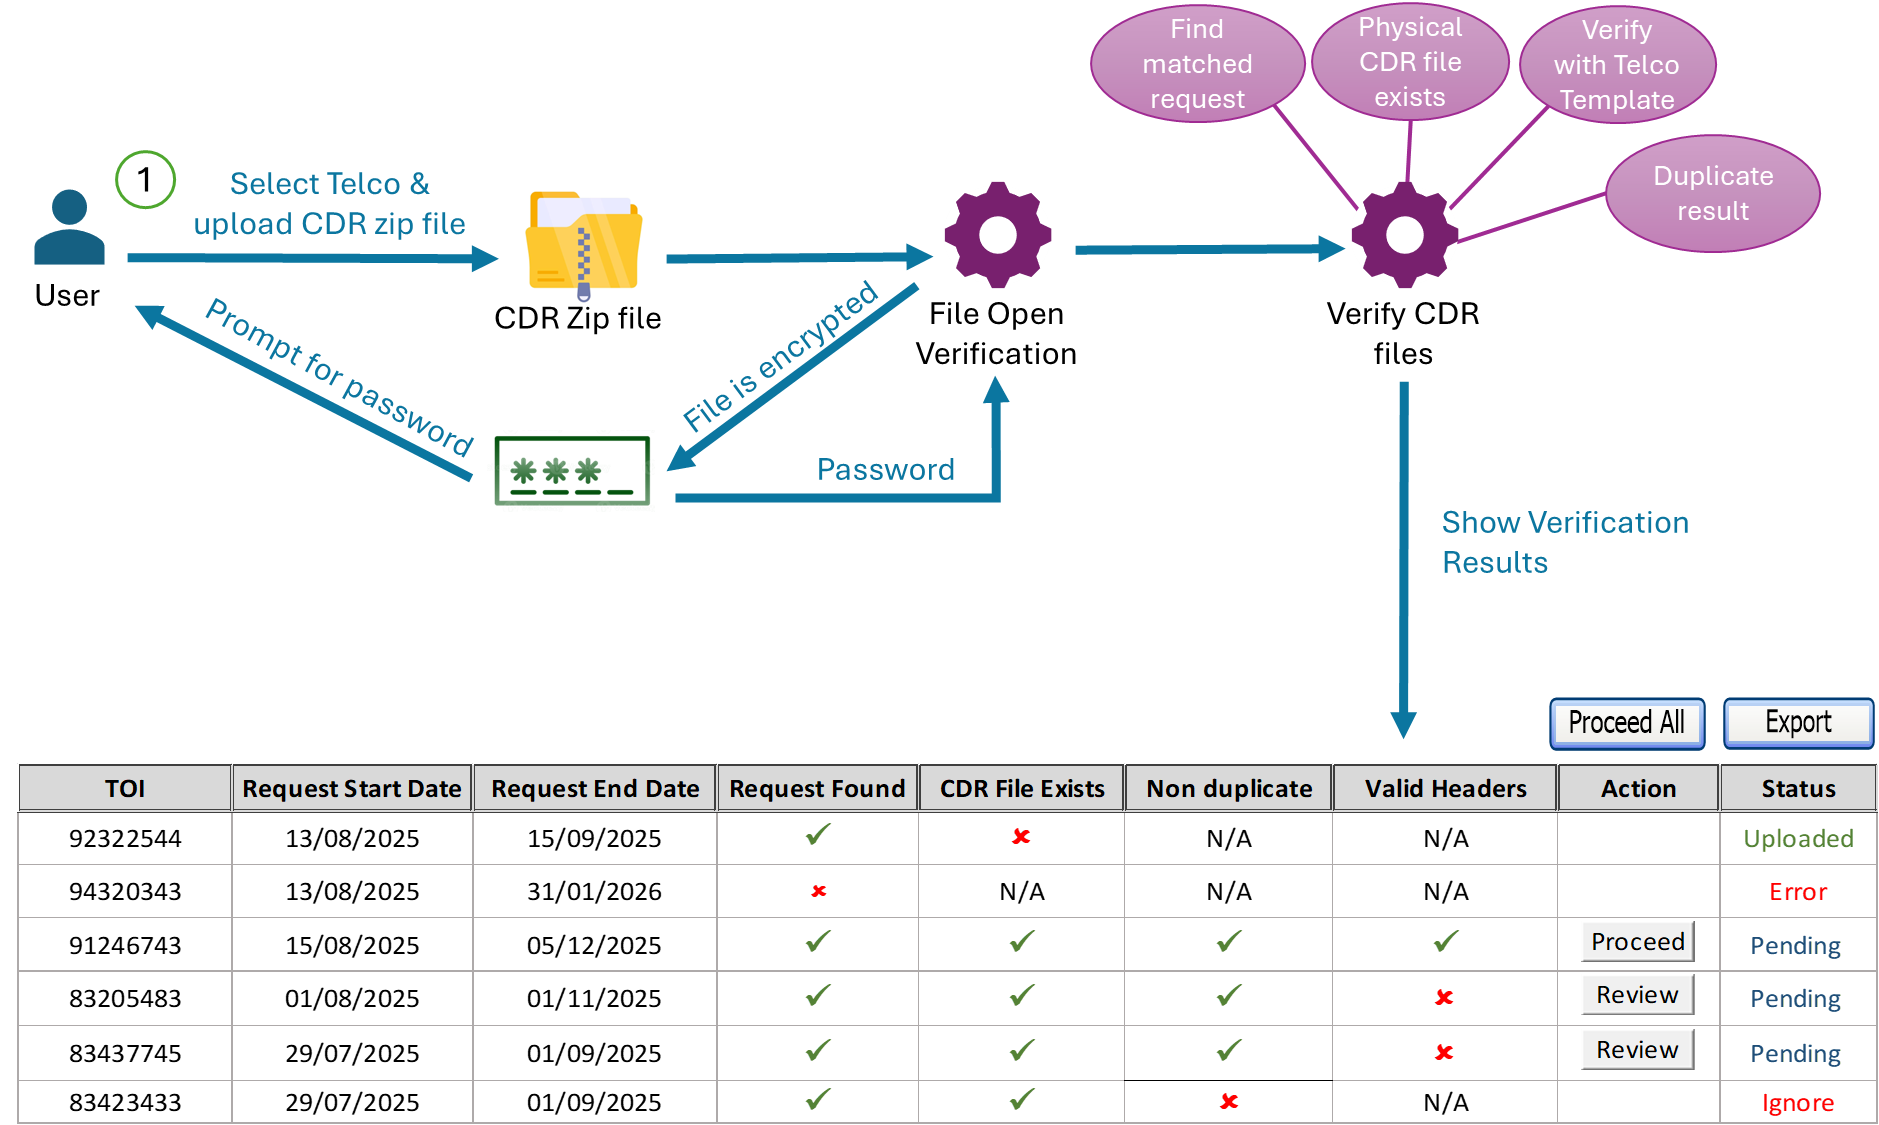 Find
matched
request
Physical
CDR file
exists
Verify
with Telco
Template
Duplicate
result
1
Select Telco &
upload CDR zip file
User
CDR Zip file
File Open
Verification
Verify CDR
files
Prompt for password
File is encrypted
***_
Password
Show Verification
Results
Proceed All Export
TOI Request Start Date Request End Date Request Found CDR File Exists Non duplicate Valid Headers Action Status
92322544 13/08/2025 15/09/2025 ✓ ✗ N/A N/A Uploaded
94320343 13/08/2025 31/01/2026 ✗ N/A N/A N/A Error
91246743 15/08/2025 05/12/2025 ✓ ✓ ✓ ✓ Proceed Pending
83205483 01/08/2025 01/11/2025 ✓ ✓ ✓ ✗ Review Pending
83437745 29/07/2025 01/09/2025 ✓ ✓ ✓ ✗ Review Pending
83423433 29/07/2025 01/09/2025 ✓ ✓ ✗ N/A Ignore